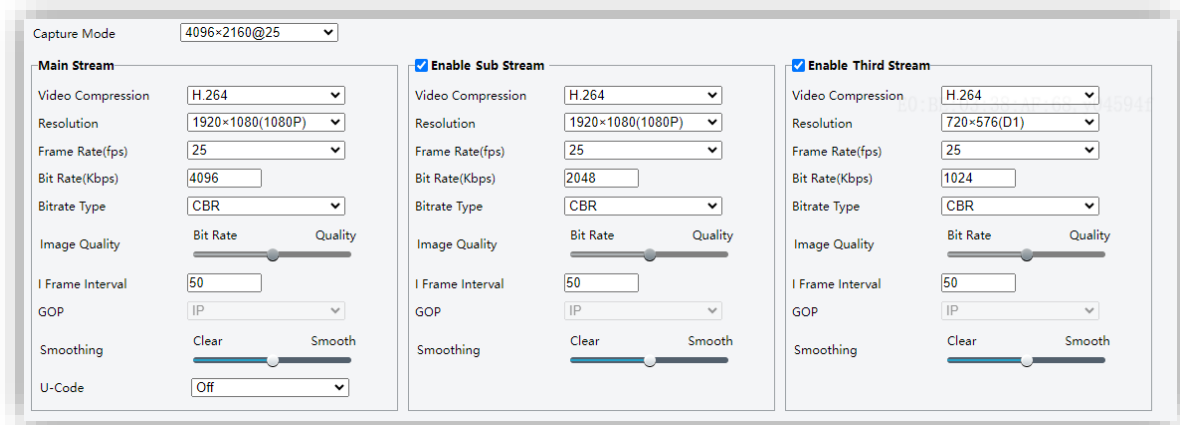 Capture Mode 4096×2160@25
Main Stream
Video Compression H.264
Resolution 1920×1080(1080P)
Frame Rate(fps) 25
Bit Rate(Kbps) 4096
Bitrate Type CBR
Bit Rate Quality
Image Quality
I Frame Interval 50
GOP IP
Clear Smooth
Smoothing
U-Code Off
Enable Sub Stream
Video Compression H.264
Resolution 1920×1080(1080P)
Frame Rate(fps) 25
Bit Rate(Kbps) 2048
Bitrate Type CBR
Bit Rate Quality
Image Quality
I Frame Interval 50
GOP IP
Clear Smooth
Smoothing
Enable Third Stream
Video Compression H.264
Resolution 720×576(D1)
Frame Rate(fps) 25
Bit Rate(Kbps) 1024
Bitrate Type CBR
Bit Rate Quality
Image Quality
I Frame Interval 50
GOP IP
Clear Smooth
Smoothing